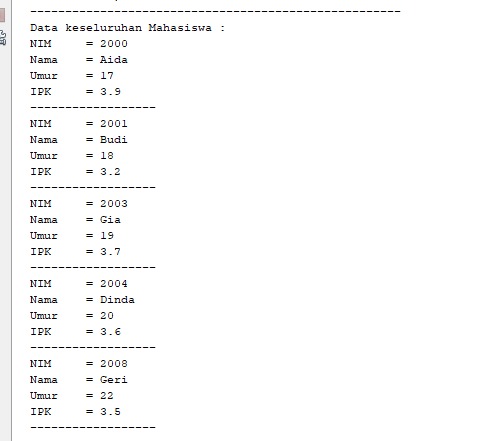 -----------------------------------------------------
Data keseluruhan Mahasiswa :
NIM     = 2000
Nama    = Aida
Umur    = 17
IPK     = 3.9
------------------
NIM     = 2001
Nama    = Budi
Umur    = 18
IPK     = 3.2
------------------
NIM     = 2003
Nama    = Gia
Umur    = 19
IPK     = 3.7
------------------
NIM     = 2004
Nama    = Dinda
Umur    = 20
IPK     = 3.6
------------------
NIM     = 2008
Nama    = Geri
Umur    = 22
IPK     = 3.5
------------------